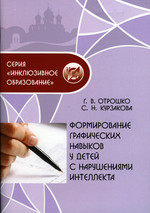 СЕРИЯ
«ИНКЛЮЗИВНОЕ
ОБРАЗОВАНИЕ»
Г. В. ОТРОШКО
С. Н. КУРЗАКОВА
ФОРМИРОВАНИЕ
ГРАФИЧЕСКИХ
НАВЫКОВ
У ДЕТЕЙ
С НАРУШЕНИЯМИ
ИНТЕЛЛЕКТА